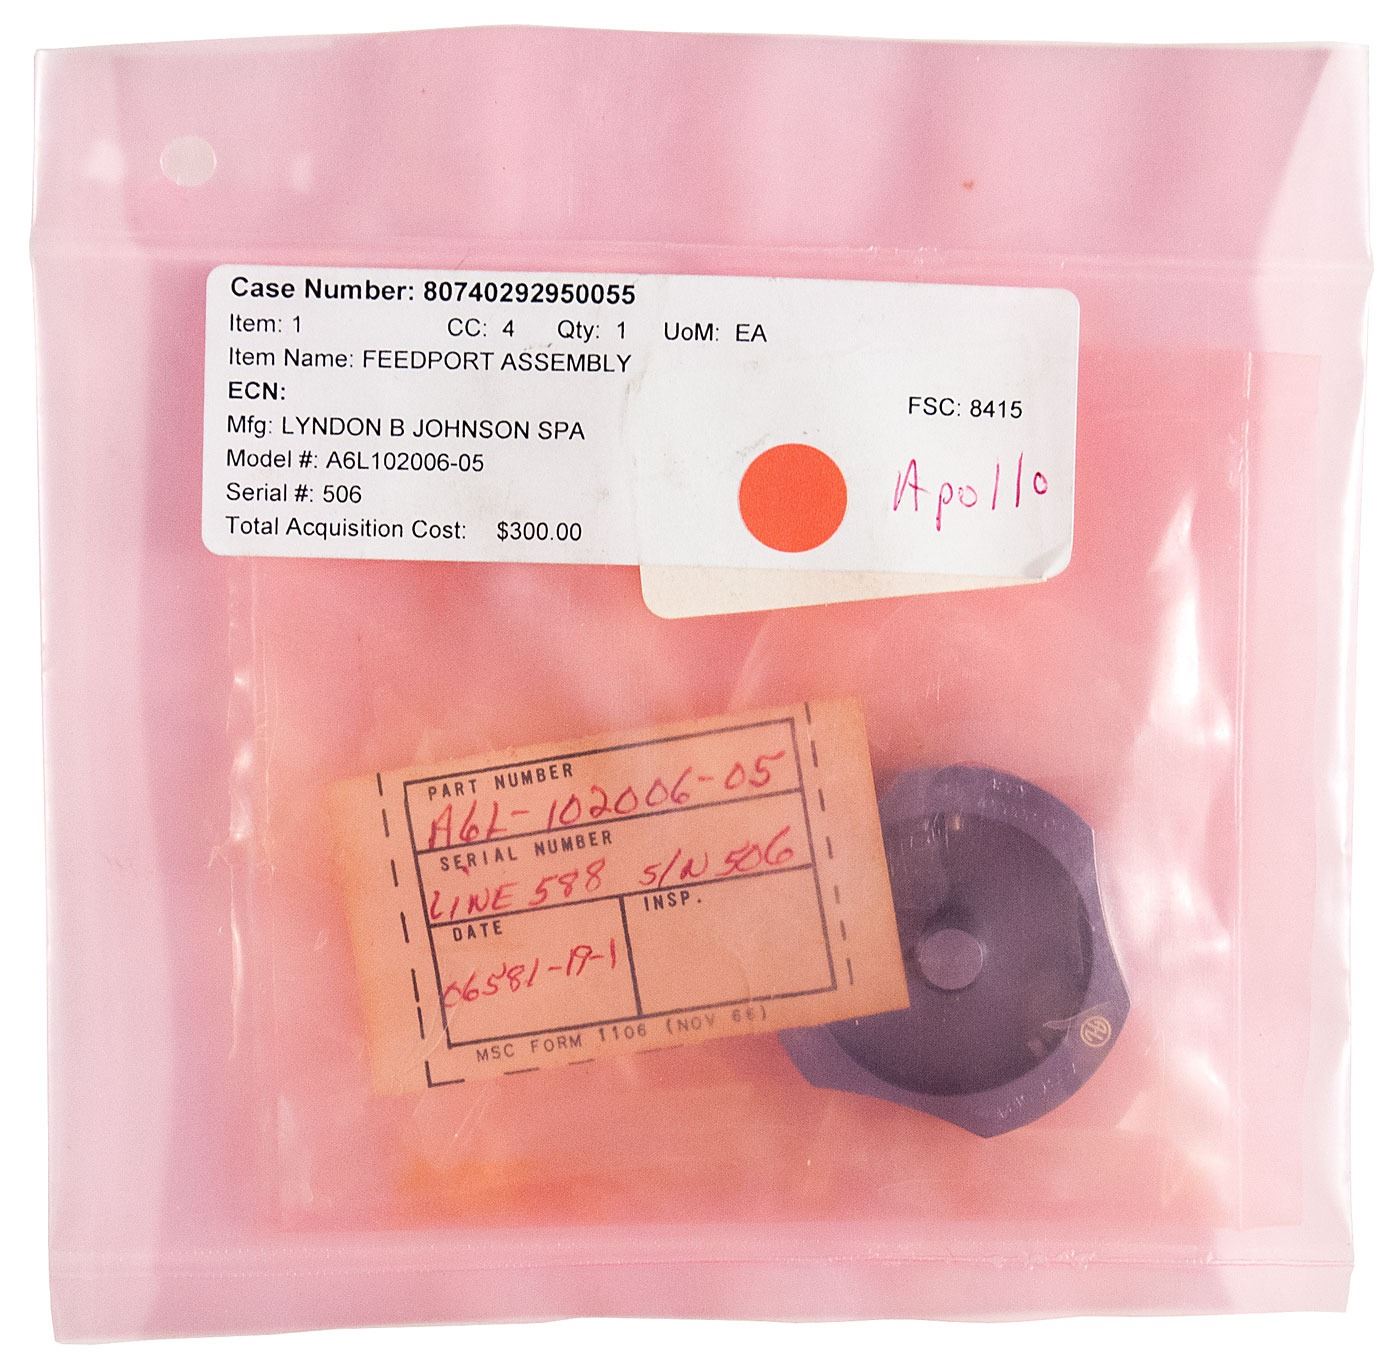 Case Number: 80740292950055
Item: 1 CC: 4 Qty: 1 UoM: EA
Item Name: FEEDPORT ASSEMBLY
ECN:
FSC: 8415
Mfg: LYNDON B JOHNSON SPA
Model #: A6L102006-05
Apollo
Serial #: 506
Total Acquisition Cost: $300.00
PART NUMBER
A6L-102006-05
SERIAL NUMBER
LINE 588 S/N 506
DATE
INSP.
06581-19-1
MSC FORM 1106 (NOV 66)